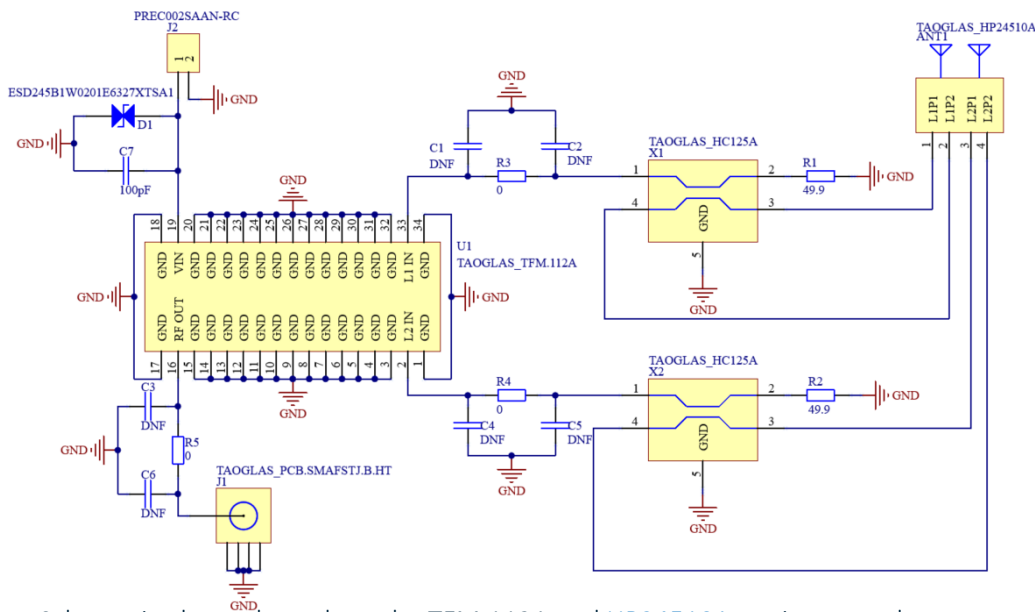 PREC002SAAN-RC
J2
1
2
GND
ESD245B1W0201E6327XTSA1
D1
GND
C7
100pF
GND
18 19 20 21 22 23 24 25 26 27 28 29 30 31 32 33 34
GND VIN GND GND GND GND GND GND GND GND GND GND GND GND GND L1 IN GND
U1
TAOGLAS_TFM.112A
GND
GND
GND RF OUT GND GND GND GND GND GND GND GND GND GND GND GND GND L2 IN GND
17 16 15 14 13 12 11 10 9 8 7 6 5 4 3 2 1
GND
C3
DNF
R5
0
GND
C6
DNF
TAOGLAS_PCB.SMAFSTJ.B.HT
J1
GND
GND
C1
DNF
C2
DNF
R3
0
TAOGLAS_HC125A
X1
1
2
4
3
GND
5
GND
R1
49.9
GND
TAOGLAS_HP24510A
ANT1
L1P1
L1P2
L2P1
L2P2
1
2
3
4
R4
0
C4
DNF
C5
DNF
GND
TAOGLAS_HC125A
X2
1
2
4
3
GND
5
GND
R2
49.9
GND